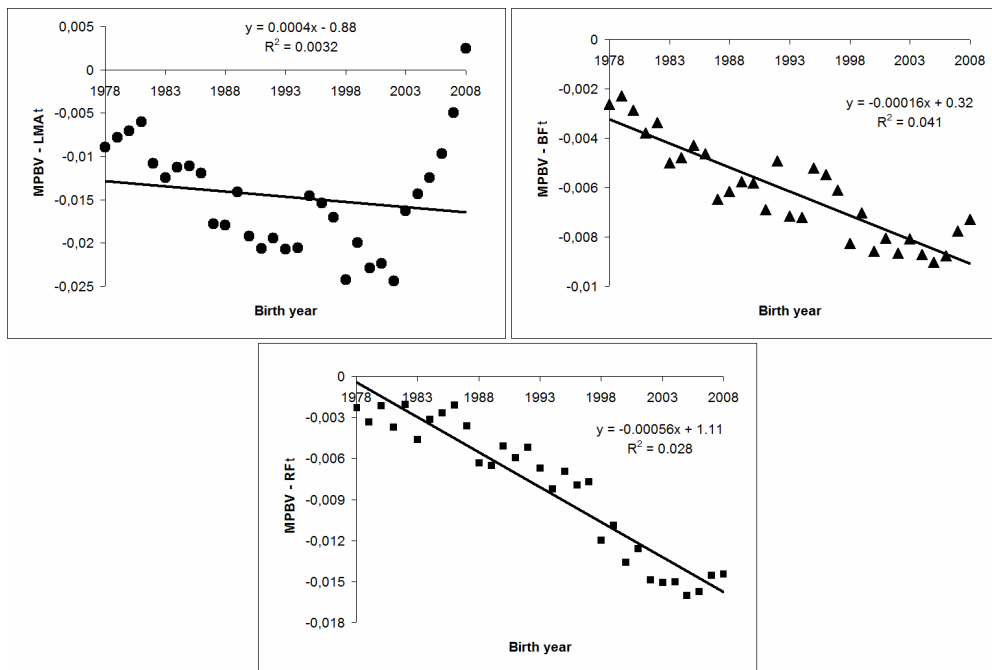 y = 0.0004x - 0.88
R² = 0.0032
0,005
0
-0,005
-0,01
-0,015
-0,02
-0,025
1978 1983 1988 1993 1998 2003 2008
MPBV - LMAt
Birth year
0
-0,002
-0,004
-0,006
-0,008
-0,01
1978 1983 1988 1993 1998 2003 2008
y = -0.00016x + 0.32
R² = 0.041
MPBV - BFt
Birth year
0
-0,003
-0,006
-0,009
-0,012
-0,015
-0,018
1978 1983 1988 1993 1998 2003 2008
y = -0.00056x + 1.11
R² = 0.028
MPBV - RFt
Birth year